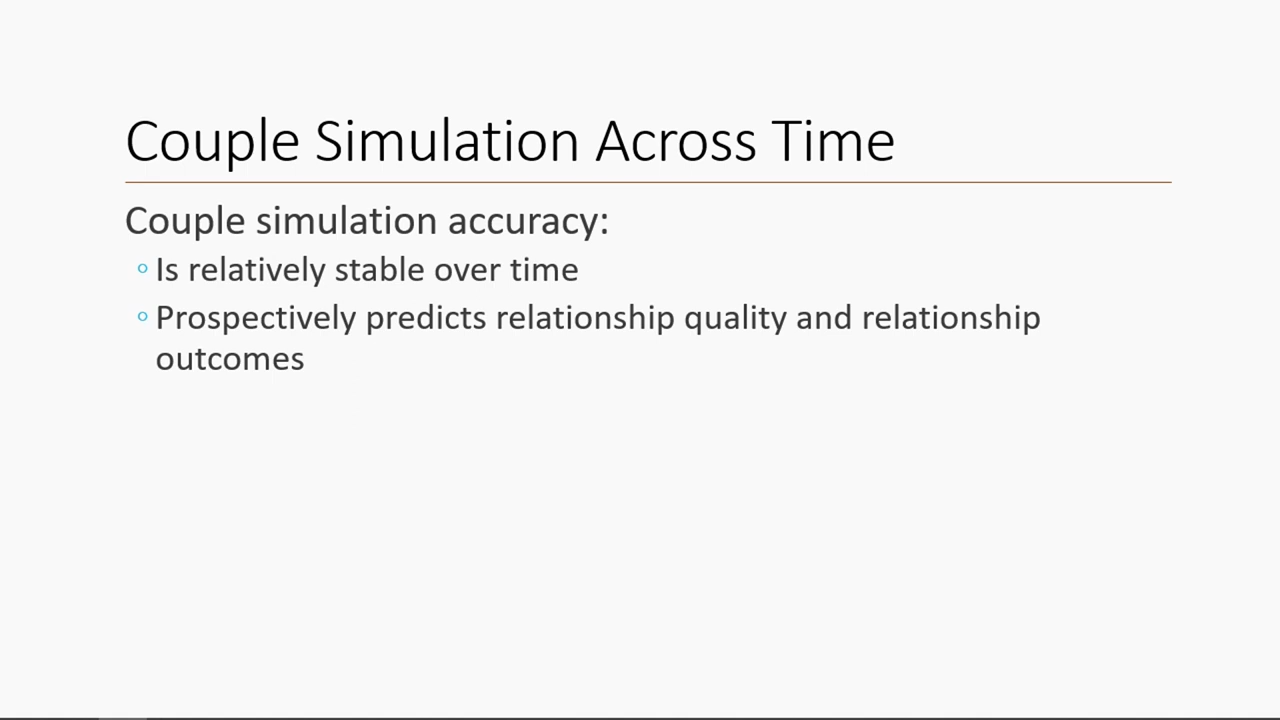 Couple Simulation Across Time
Couple simulation accuracy:
◦ Is relatively stable over time
◦ Prospectively predicts relationship quality and relationship
outcomes